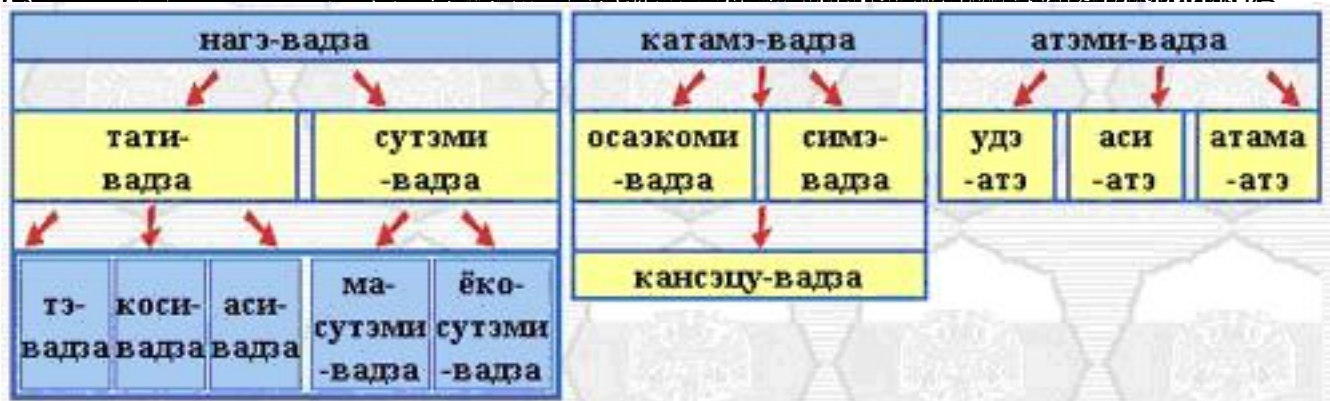 нагэ-вадза
тати-
вадза
сутэми
-вадза
тэ-
вадза
коси-
вадза
аси-
вадза
ма-
сутэми
-вадза
ёко-
сутэми
-вадза
катамэ-вадза
осаэкоми
-вадза
симэ-
вадза
кансэцу-вадза
атэми-вадза
удэ
-атэ
аси
-атэ
атама
-атэ